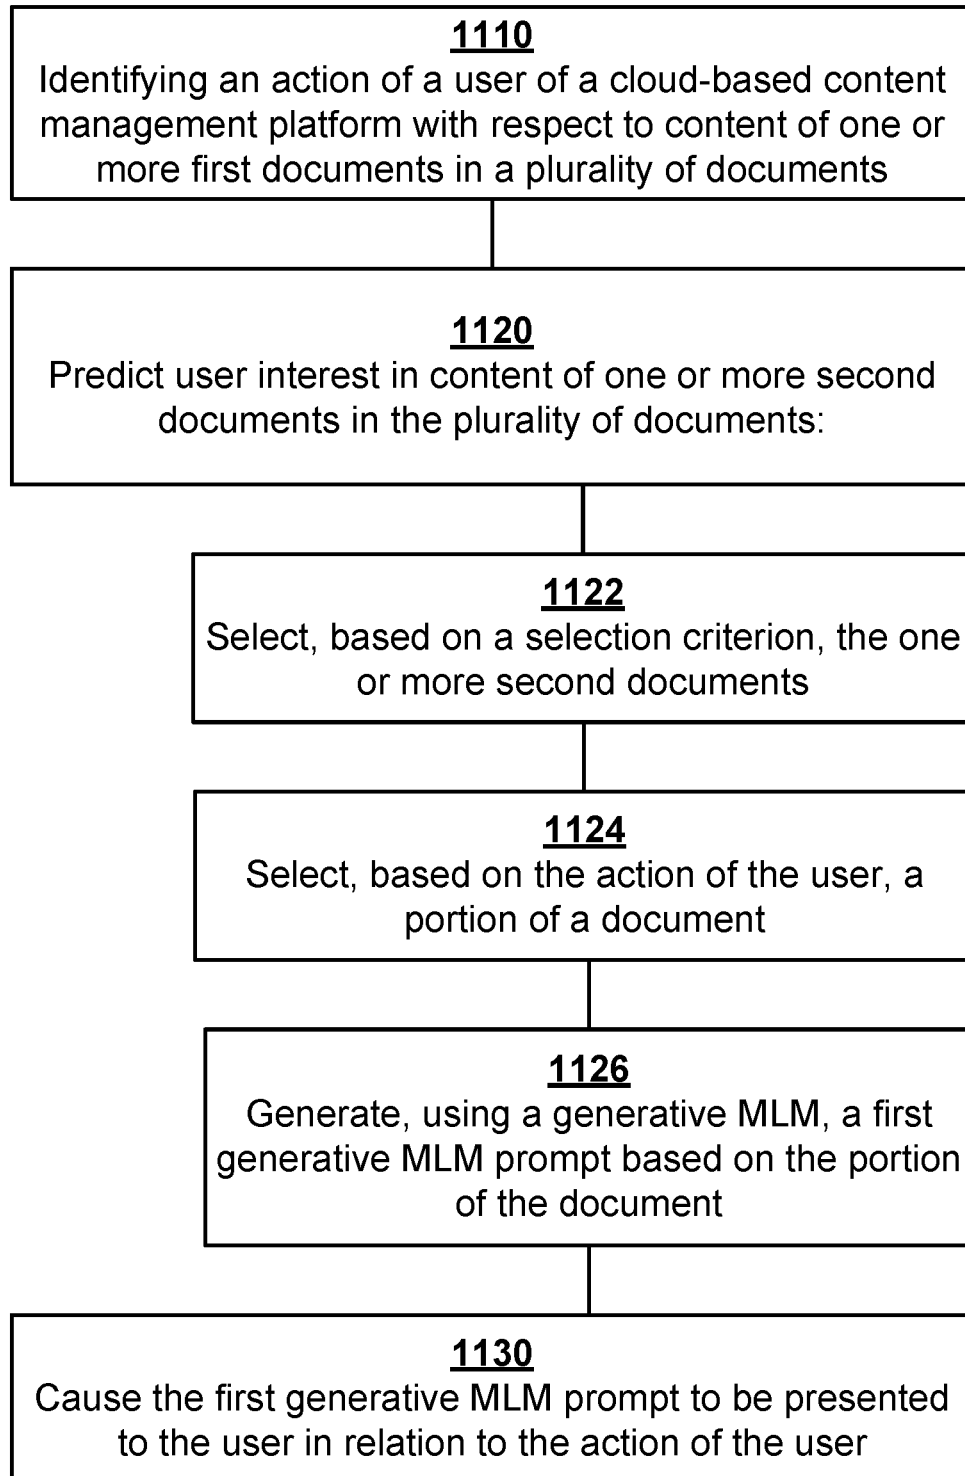 1110
Identifying an action of a user of a cloud-based content
management platform with respect to content of one or
more first documents in a plurality of documents
1120
Predict user interest in content of one or more second
documents in the plurality of documents:
1122
Select, based on a selection criterion, the one
or more second documents
1124
Select, based on the action of the user, a
portion of a document
1126
Generate, using a generative MLM, a first
generative MLM prompt based on the portion
of the document
1130
Cause the first generative MLM prompt to be presented
to the user in relation to the action of the user